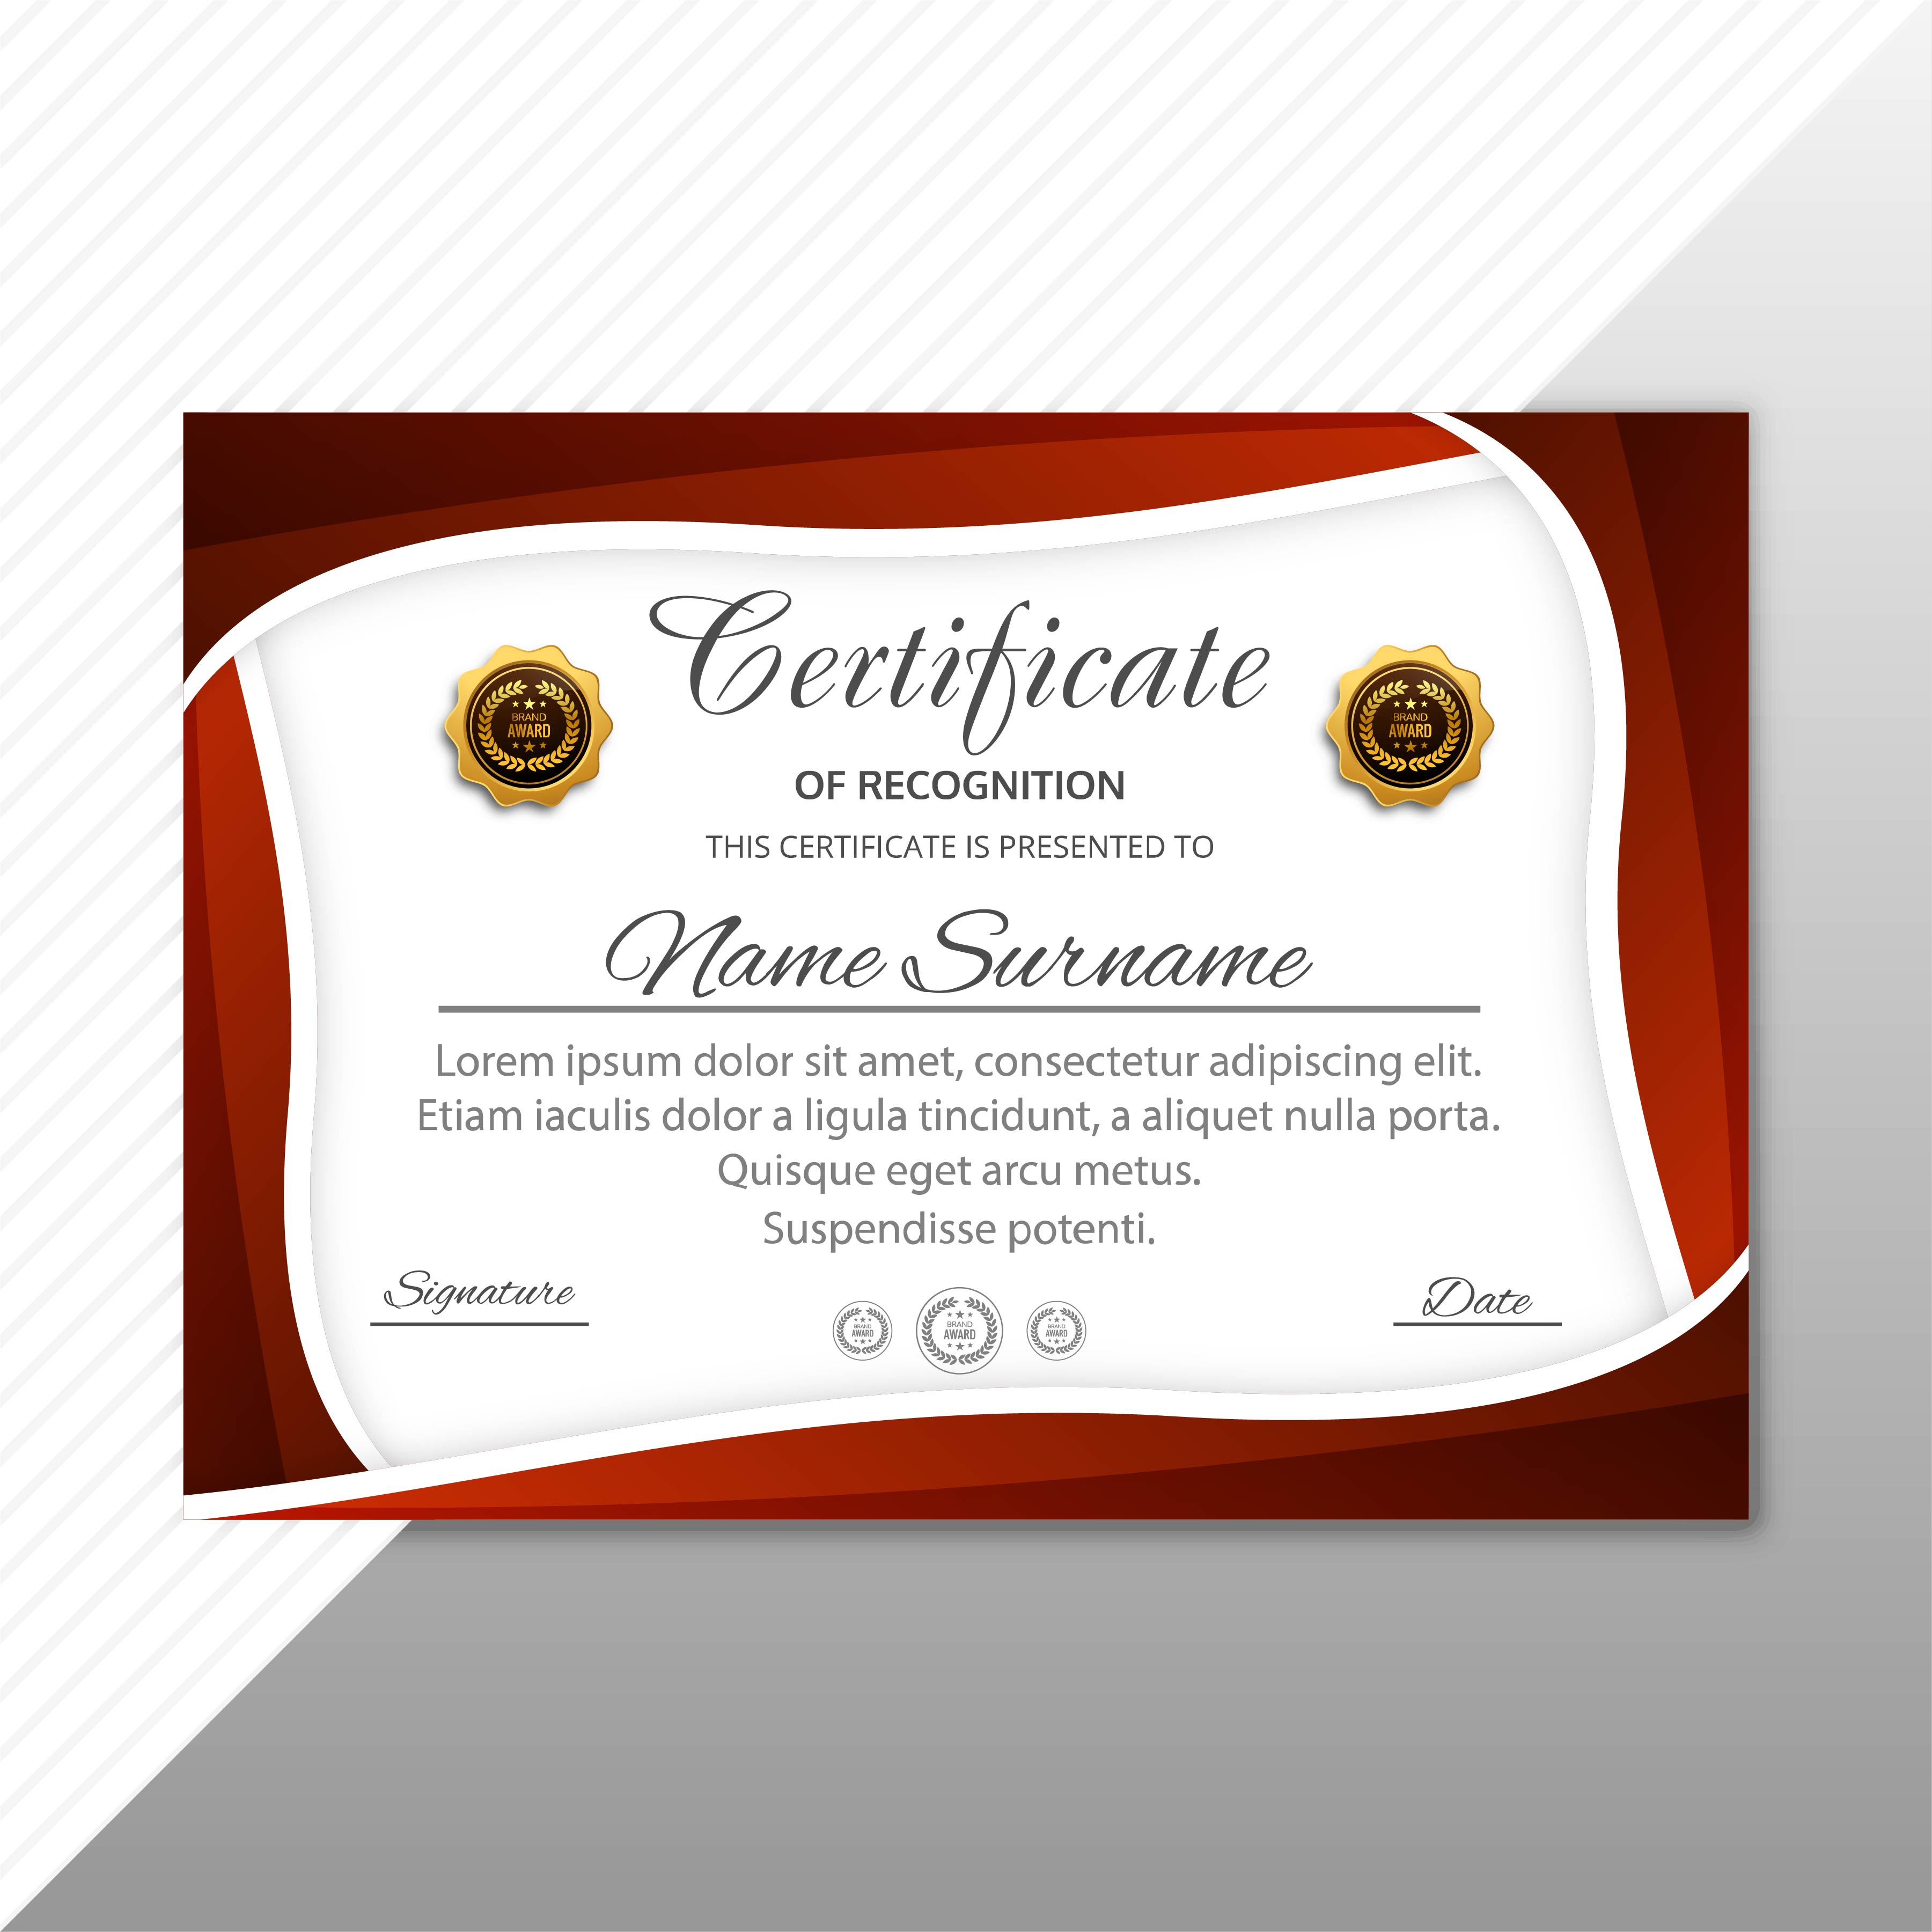 Certificate
BRAND
AWARD
BRAND
AWARD
OF RECOGNITION
THIS CERTIFICATE IS PRESENTED TO
Name Surname
Lorem ipsum dolor sit amet, consectetur adipiscing elit.
Etiam iaculis dolor a ligula tincidunt, a aliquet nulla porta.
Quisque eget arcu metus.
Suspendisse potenti.
Signature
BRAND
AWARD
BRAND
AWARD
BRAND
AWARD
Date